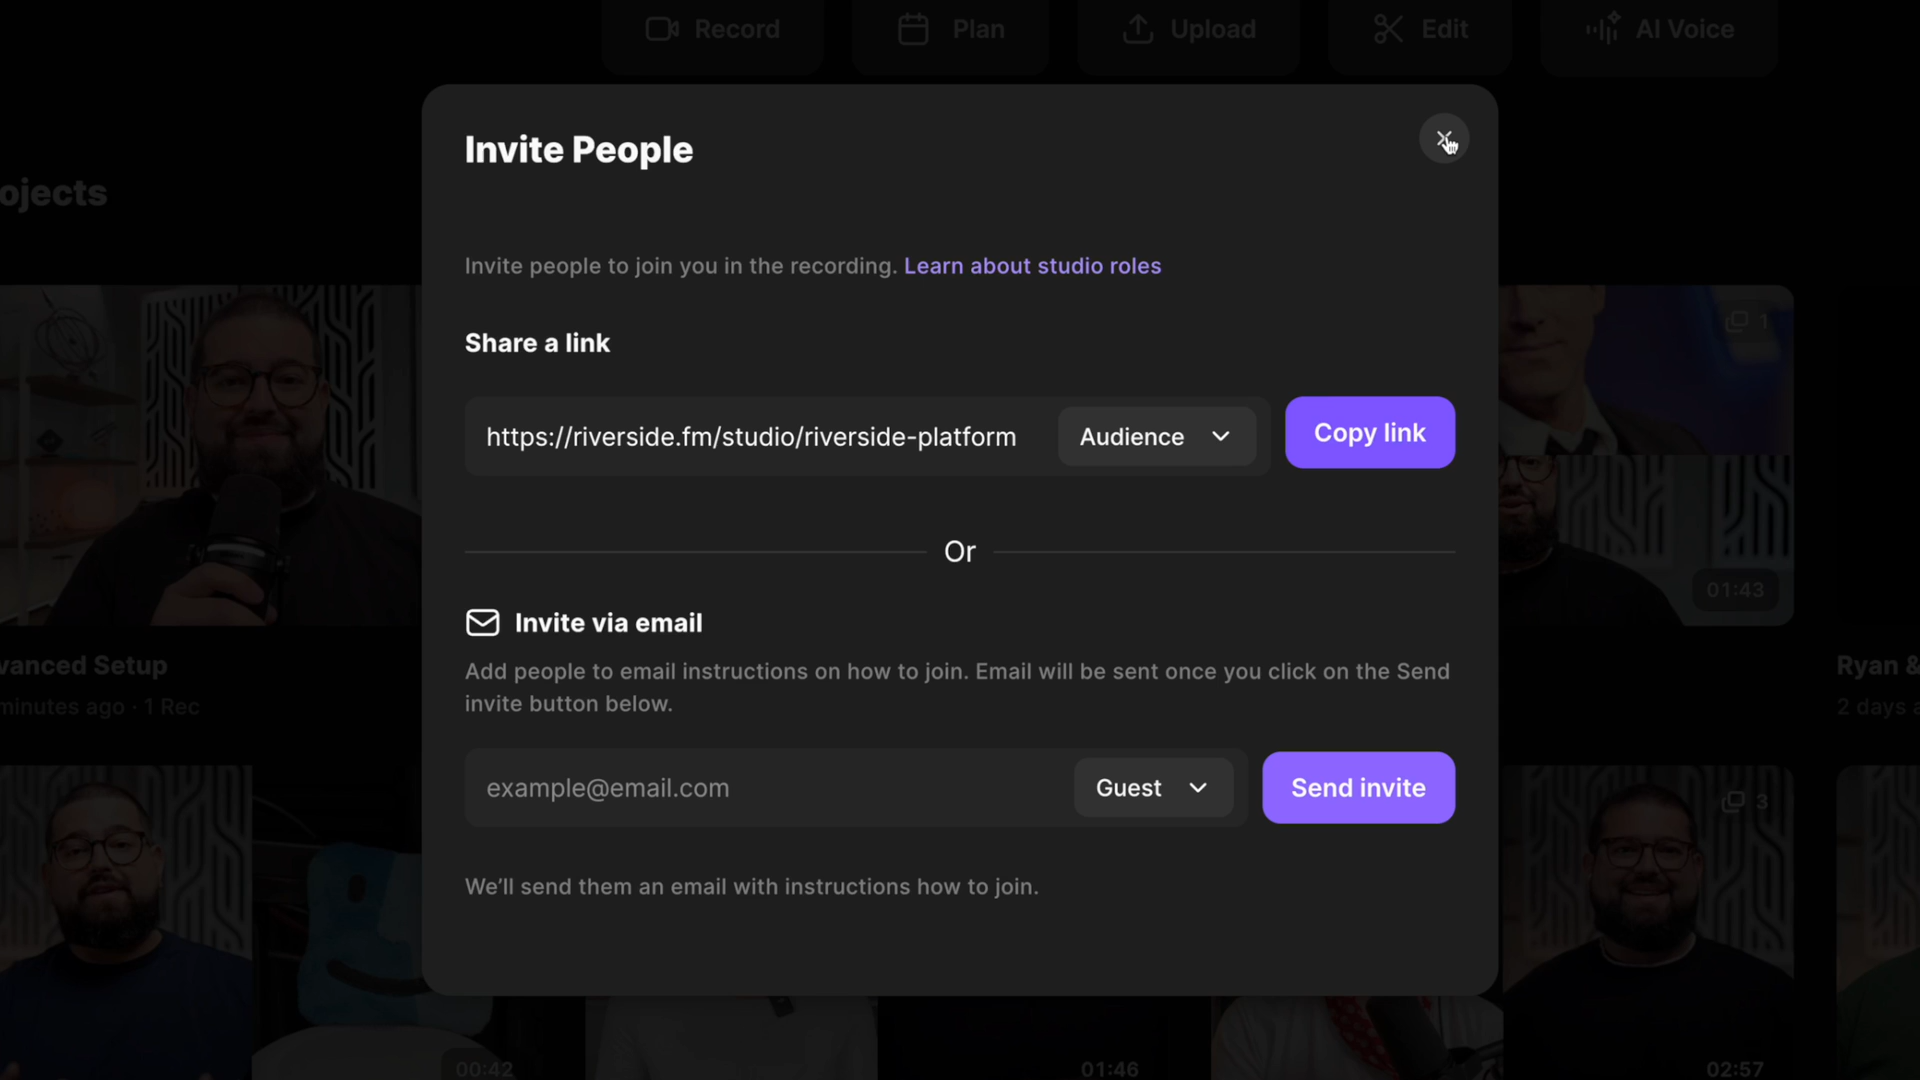 Record
Plan
Upload
Edit
AI Voice
Invite People
ojects
Invite people to join you in the recording. Learn about studio roles
1
Share a link
https://riverside.fm/studio/riverside-platform
Audience
Copy link
Or
01:43
Invite via email
Add people to email instructions on how to join. Email will be sent once you click on the Send
invite button below.
vanced Setup
minutes ago · 1 Rec
Ryan &
2 days a
example@email.com
Guest
Send invite
3
We’ll send them an email with instructions how to join.
00:42
01:46
02:57